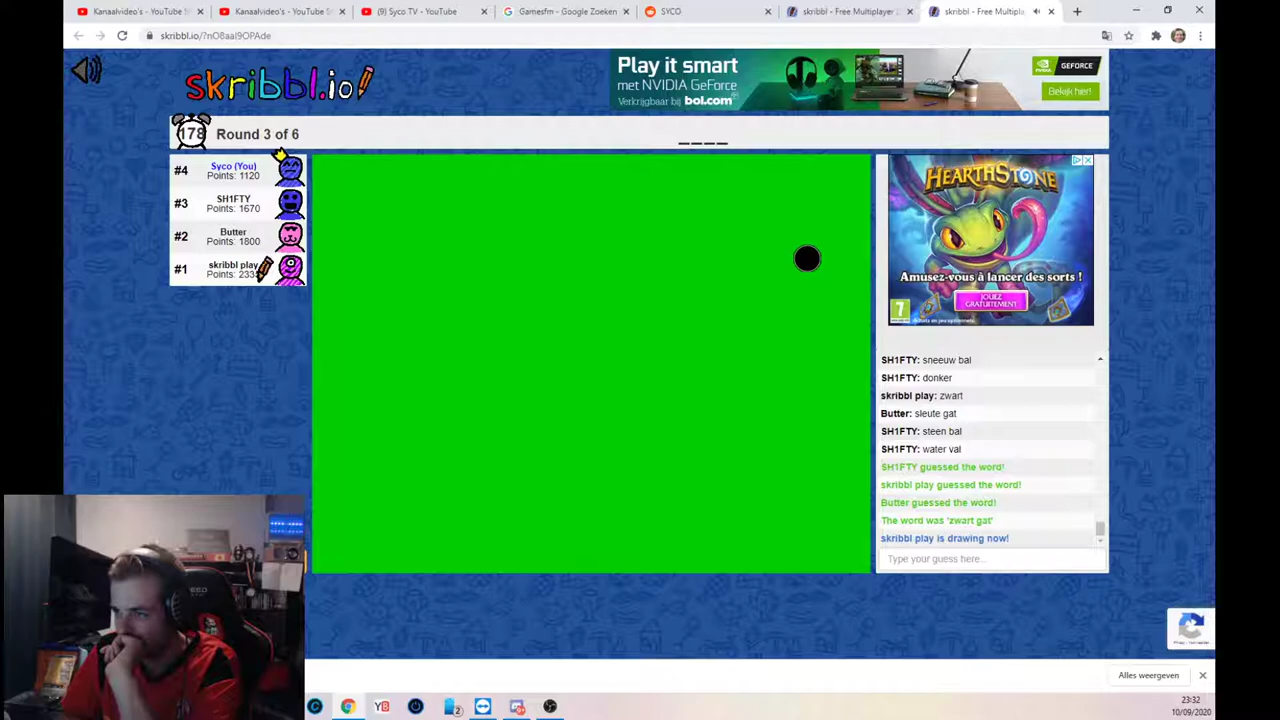 Kanaalvideo's - YouTube S
Kanaalvideo's - YouTube S
(9) Syco TV - YouTube
Gamesfm - Google Zoeken
SYCO
skribbl - Free Multiplayer
skribbl - Free Multipla
skribbl.io/?nO8aaI9OPAde
skribbl.io
Play it smart
met NVIDIA GeForce
Verkrijgbaar bij bol.com
NVIDIA GEFORCE
Bekijk hier!
178
Round 3 of 6
_ _ _ _
#4 Syco (You)
Points: 1120
#3 SH1FTY
Points: 1670
#2 Butter
Points: 1800
#1 skribbl play
Points: 233
HEARTHSTONE
Amusez-vous à lancer des sorts !
JOUEZ GRATUITEMENT
7
SH1FTY: sneeuw bal
SH1FTY: donker
skribbl play: zwart
Butter: sleute gat
SH1FTY: steen bal
SH1FTY: water val
SH1FTY guessed the word!
skribbl play guessed the word!
Butter guessed the word!
The word was 'zwart gat'
skribbl play is drawing now!
Type your guess here...
Alles weergeven
23:32
10/09/2020